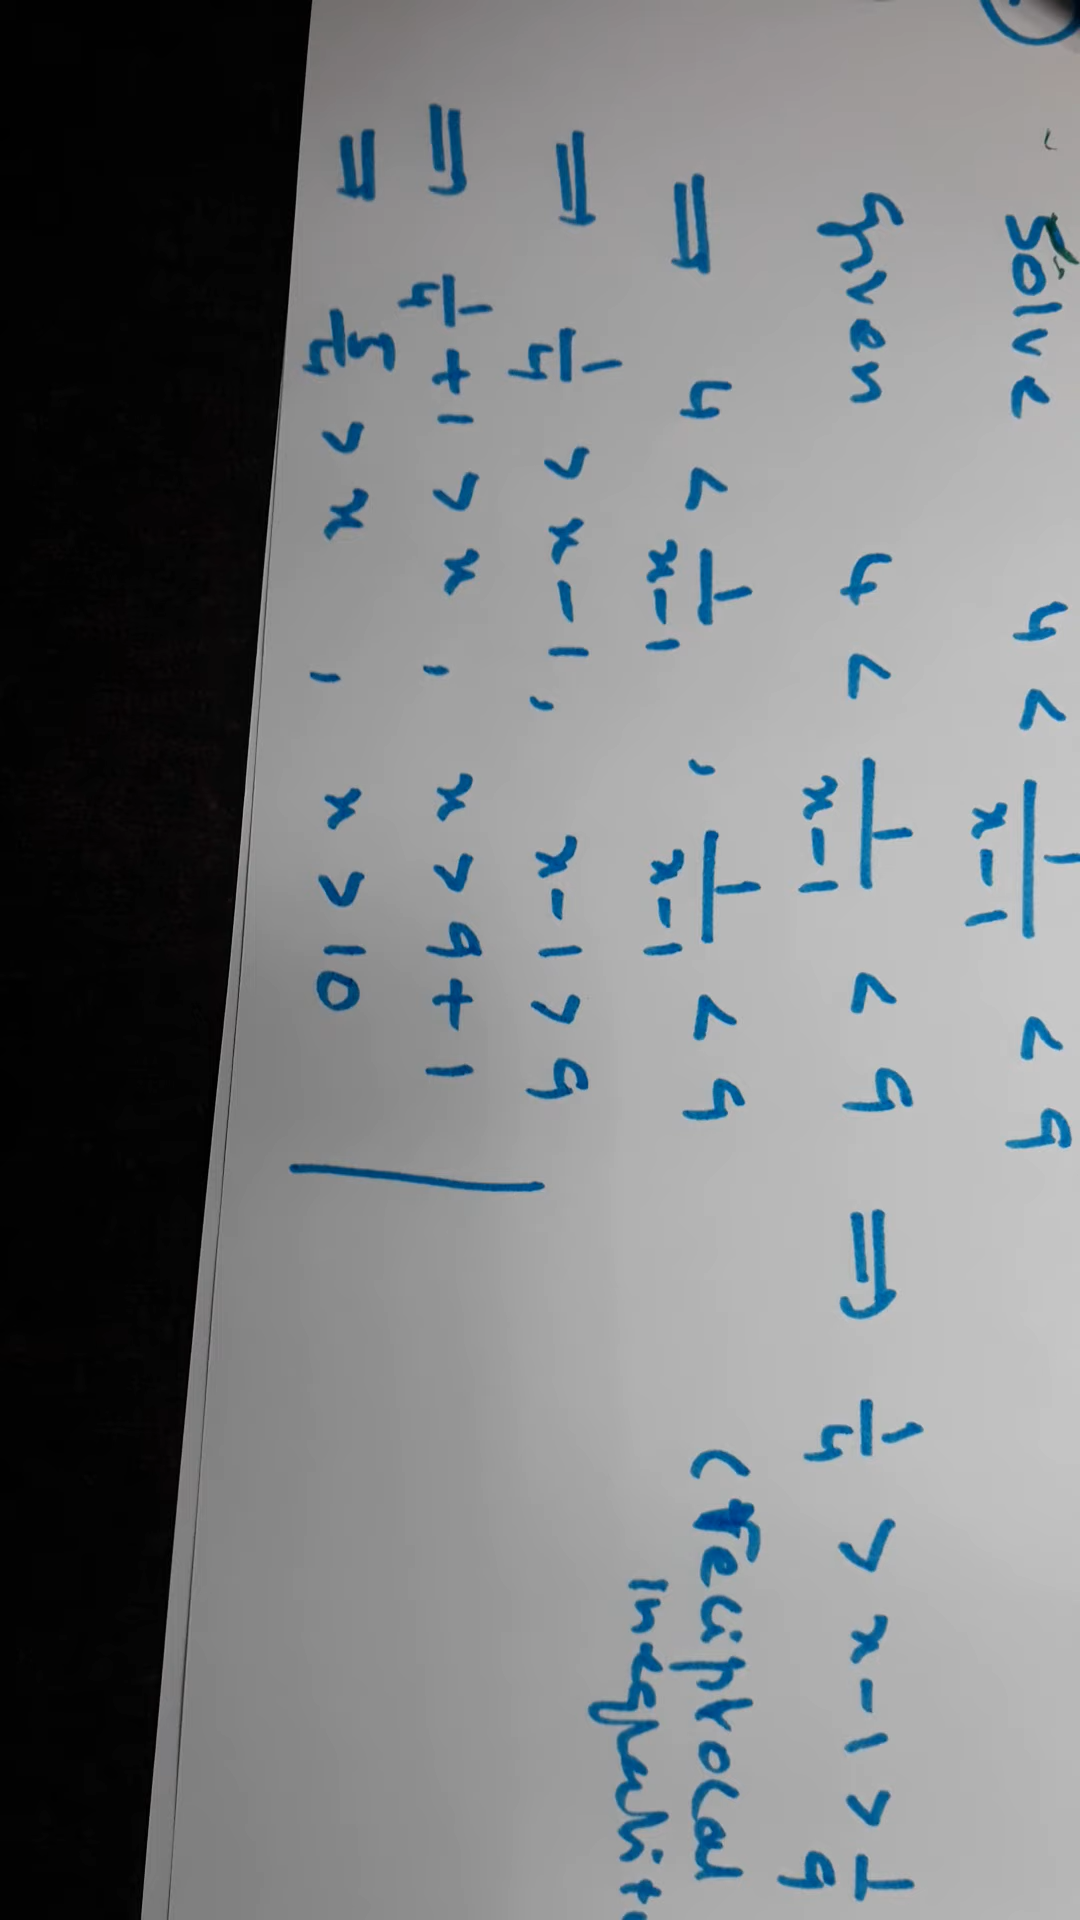 Solve 4 < 1/(x-1) < 9
Given 4 < 1/(x-1) < 9 ⇒ 1/4 > x-1 > 1/9
(reciprocal
⇒ 4 < 1/(x-1) , 1/(x-1) < 9
⇒ 1/4 > x-1 , x-1 > 9
⇒ 1/4 + 1 > x , x > 9 + 1
⇒ 5/4 > x , x > 10